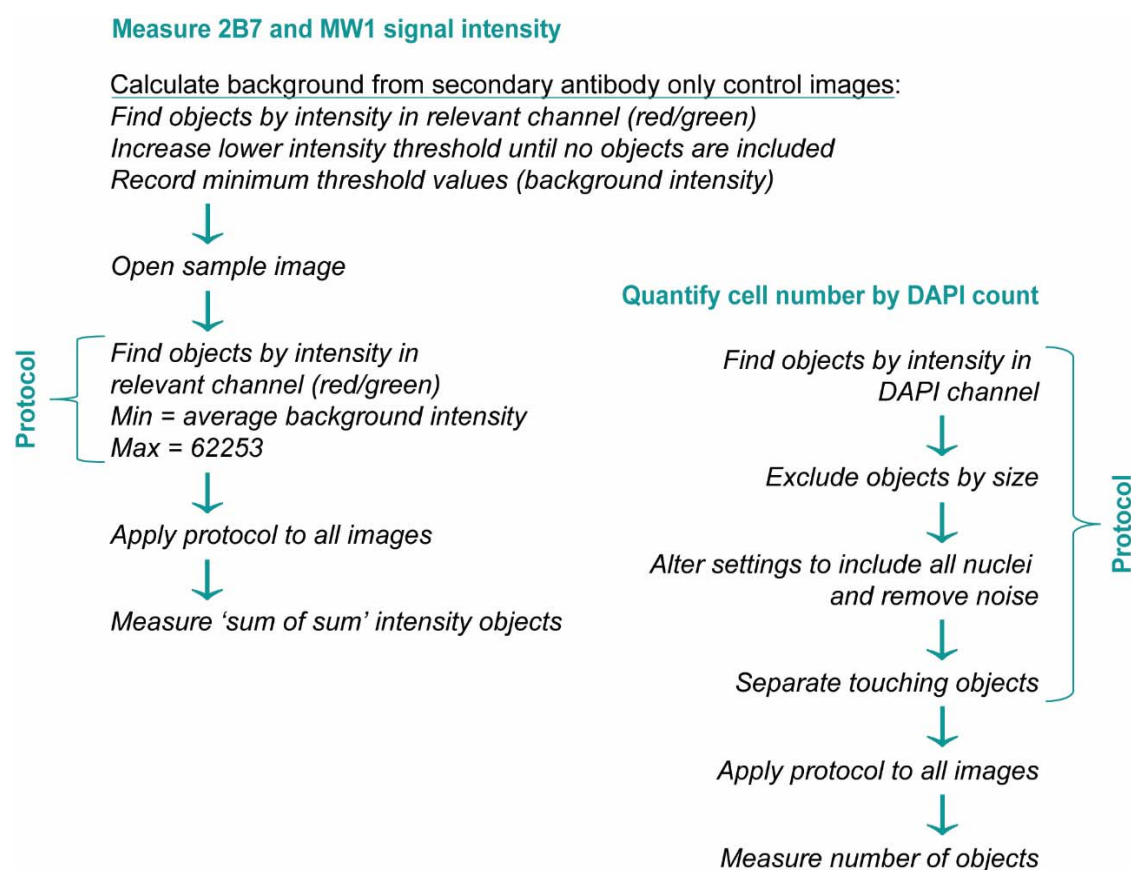 Measure 2B7 and MW1 signal intensity
Calculate background from secondary antibody only control images:
Find objects by intensity in relevant channel (red/green)
Increase lower intensity threshold until no objects are included
Record minimum threshold values (background intensity)
Open sample image
Protocol
Find objects by intensity in
relevant channel (red/green)
Min = average background intensity
Max = 62253
Apply protocol to all images
Measure ‘sum of sum’ intensity objects
Quantify cell number by DAPI count
Find objects by intensity in
DAPI channel
Exclude objects by size
Alter settings to include all nuclei
and remove noise
Separate touching objects
Protocol
Apply protocol to all images
Measure number of objects